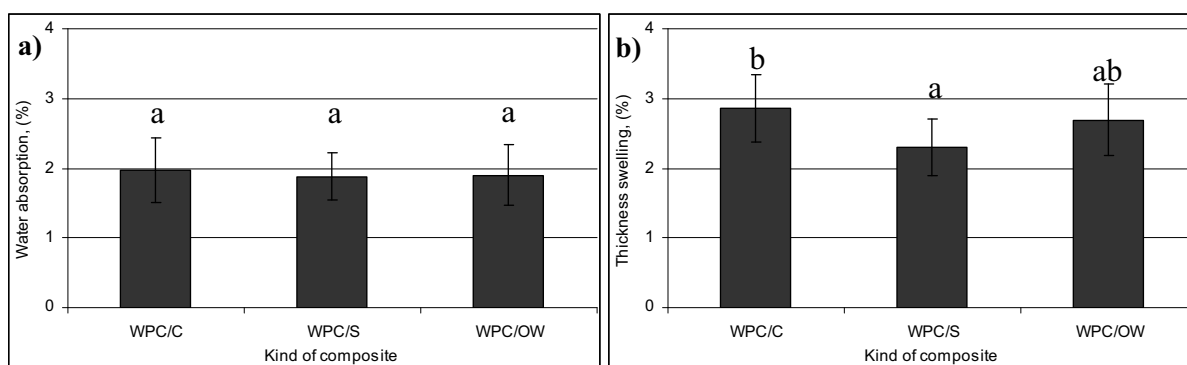 a)
Water absorption, (%)
4
3
2
1
0
a
a
a
WPC/C
WPC/S
WPC/OW
Kind of composite
b)
Thickness swelling, (%)
4
3
2
1
0
b
a
ab
WPC/C
WPC/S
WPC/OW
Kind of composite